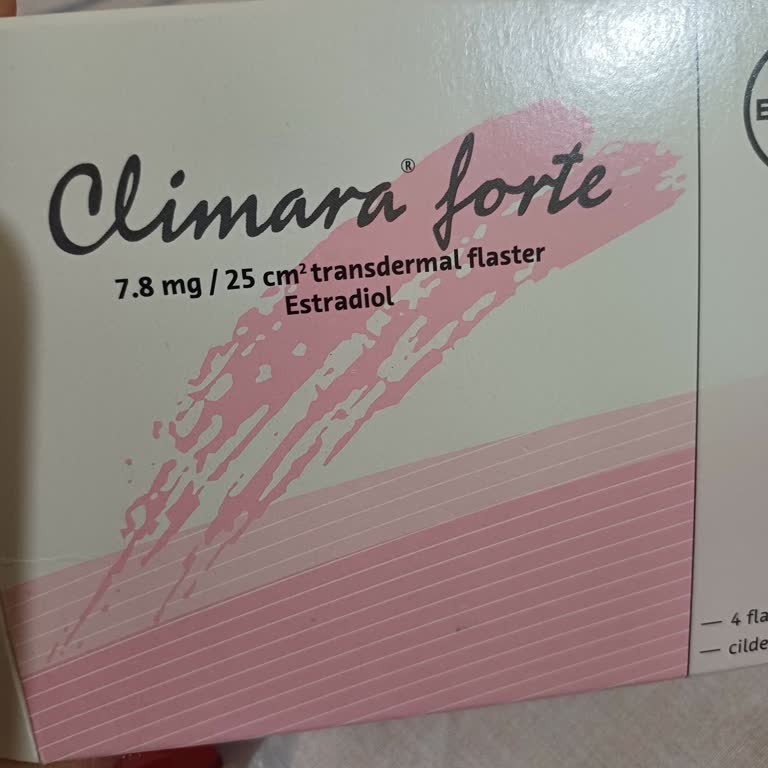 Climara® forte
7.8 mg / 25 cm² transdermal flaster
Estradiol
— 4 fla
— cilde